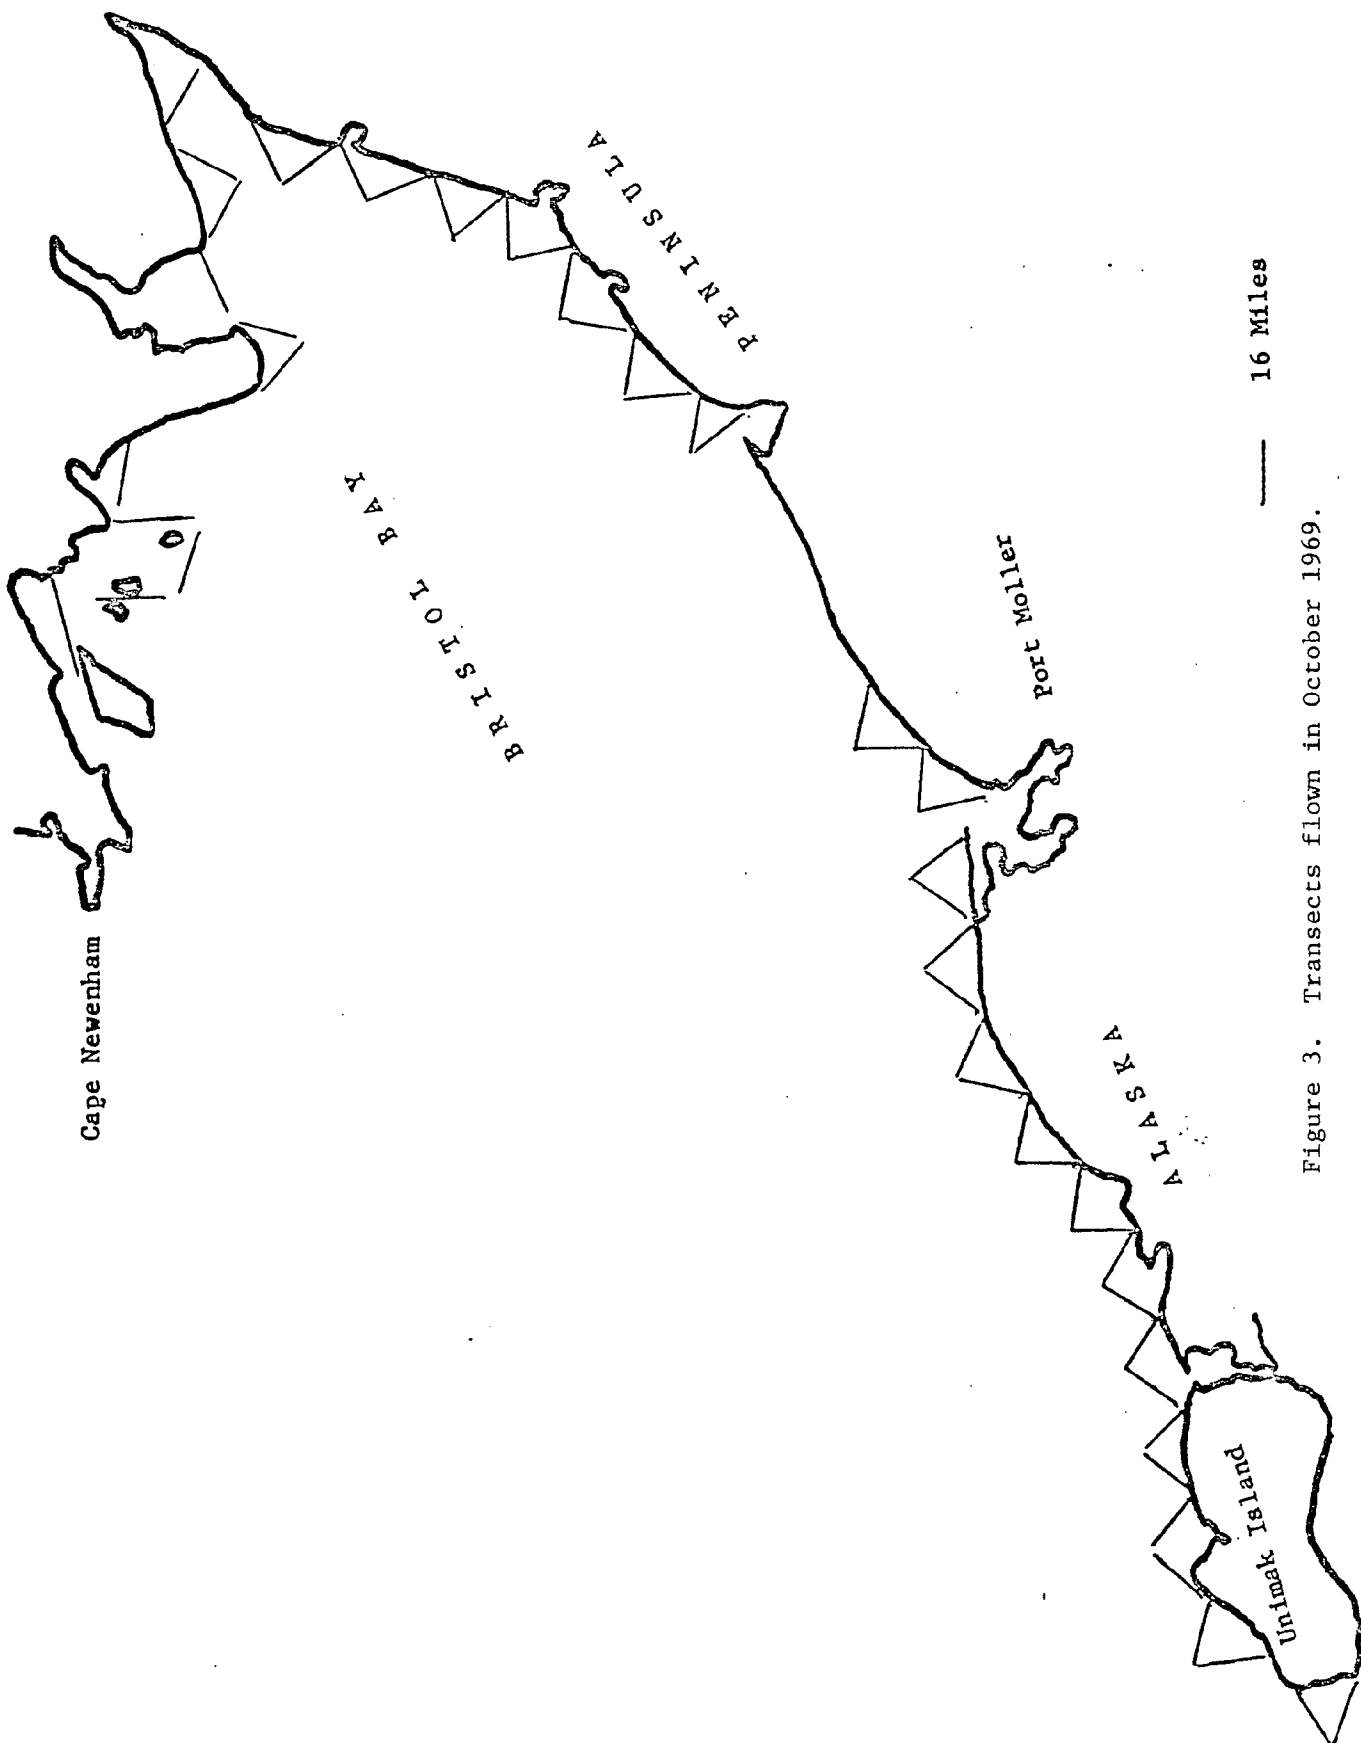 Cape Newenham
BRISTOL BAY
PENINSULA
Port Moller
ALASKA
Unimak Island
16 Miles
Figure 3. Transects flown in October 1969.